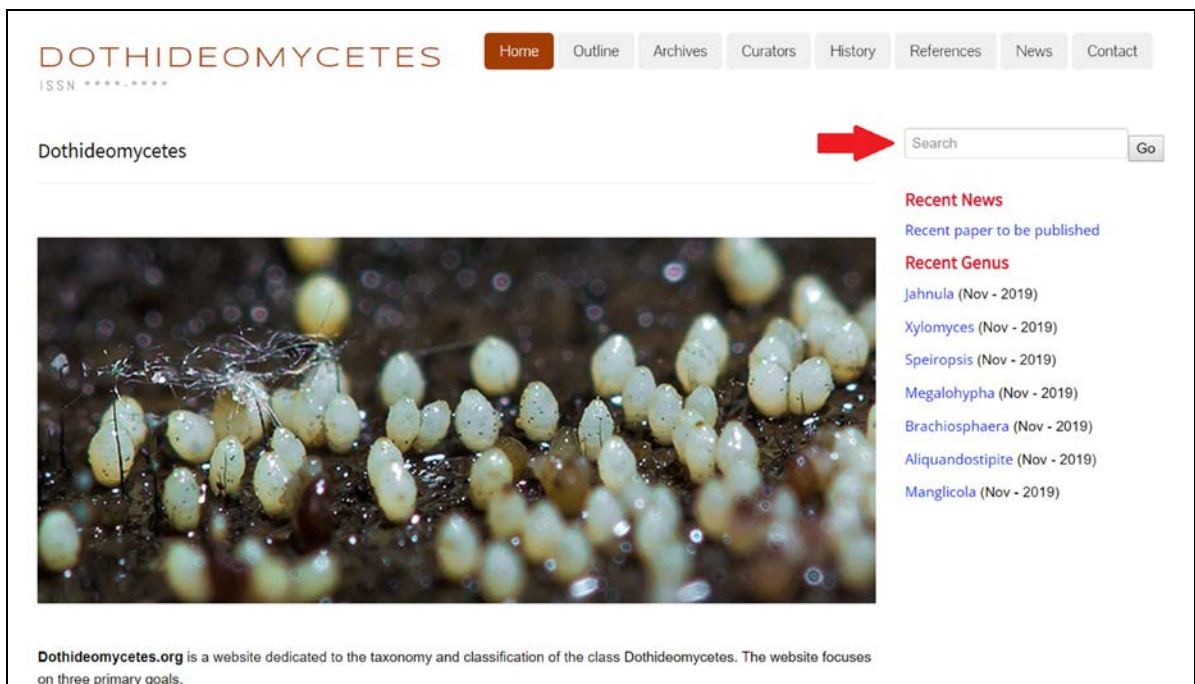 DOTHIDEOMYCETES
ISSN ****-****
Home Outline Archives Curators History References News Contact
Dothideomycetes
Search Go
Recent News
Recent paper to be published
Recent Genus
Jahnula (Nov - 2019)
Xylomyces (Nov - 2019)
Speiropsis (Nov - 2019)
Megalohypha (Nov - 2019)
Brachiosphaera (Nov - 2019)
Aliquandostipite (Nov - 2019)
Manglicola (Nov - 2019)
Dothideomycetes.org is a website dedicated to the taxonomy and classification of the class Dothideomycetes. The website focuses
on three primary goals.